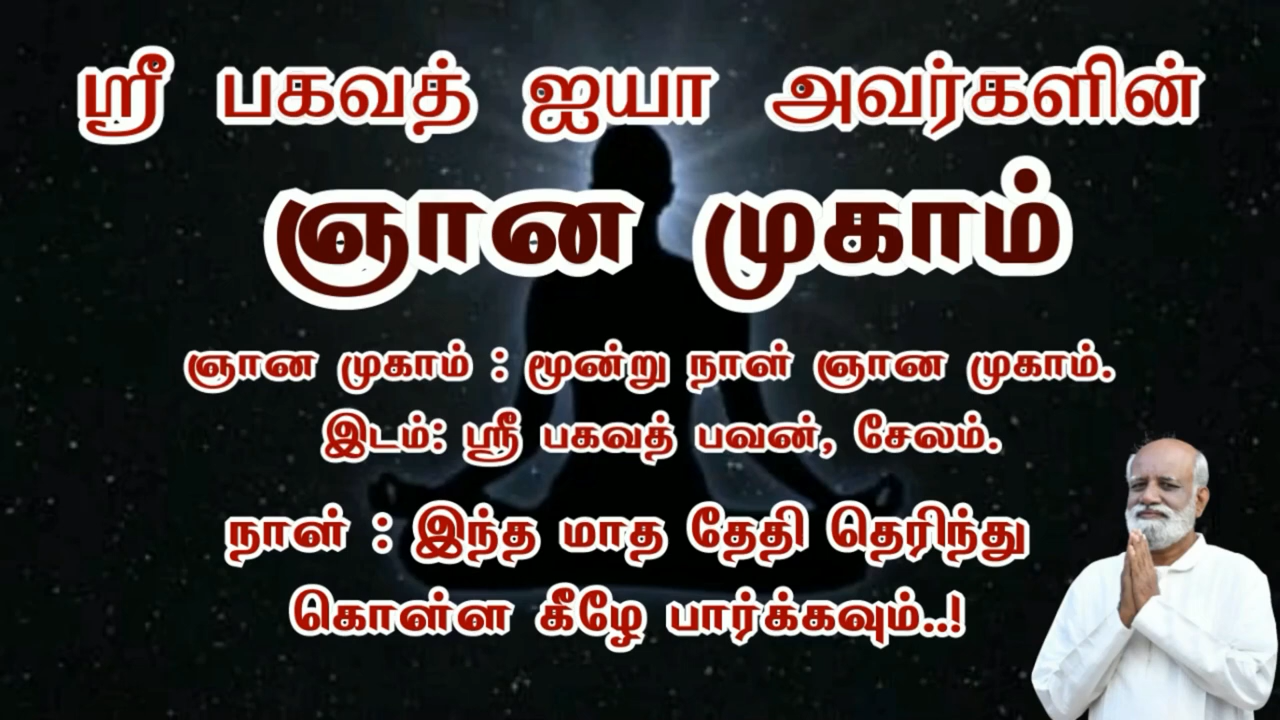 ஸ்ரீ பகவத் ஐயா அவர்களின்
ஞான முகாம்
ஞான முகாம் : மூன்று நாள் ஞான முகாம்.
இடம்: ஸ்ரீ பகவத் பவன், சேலம்.
நாள் : இந்த மாத தேதி தெரிந்து
கொள்ள கீழே பார்க்கவும்..!